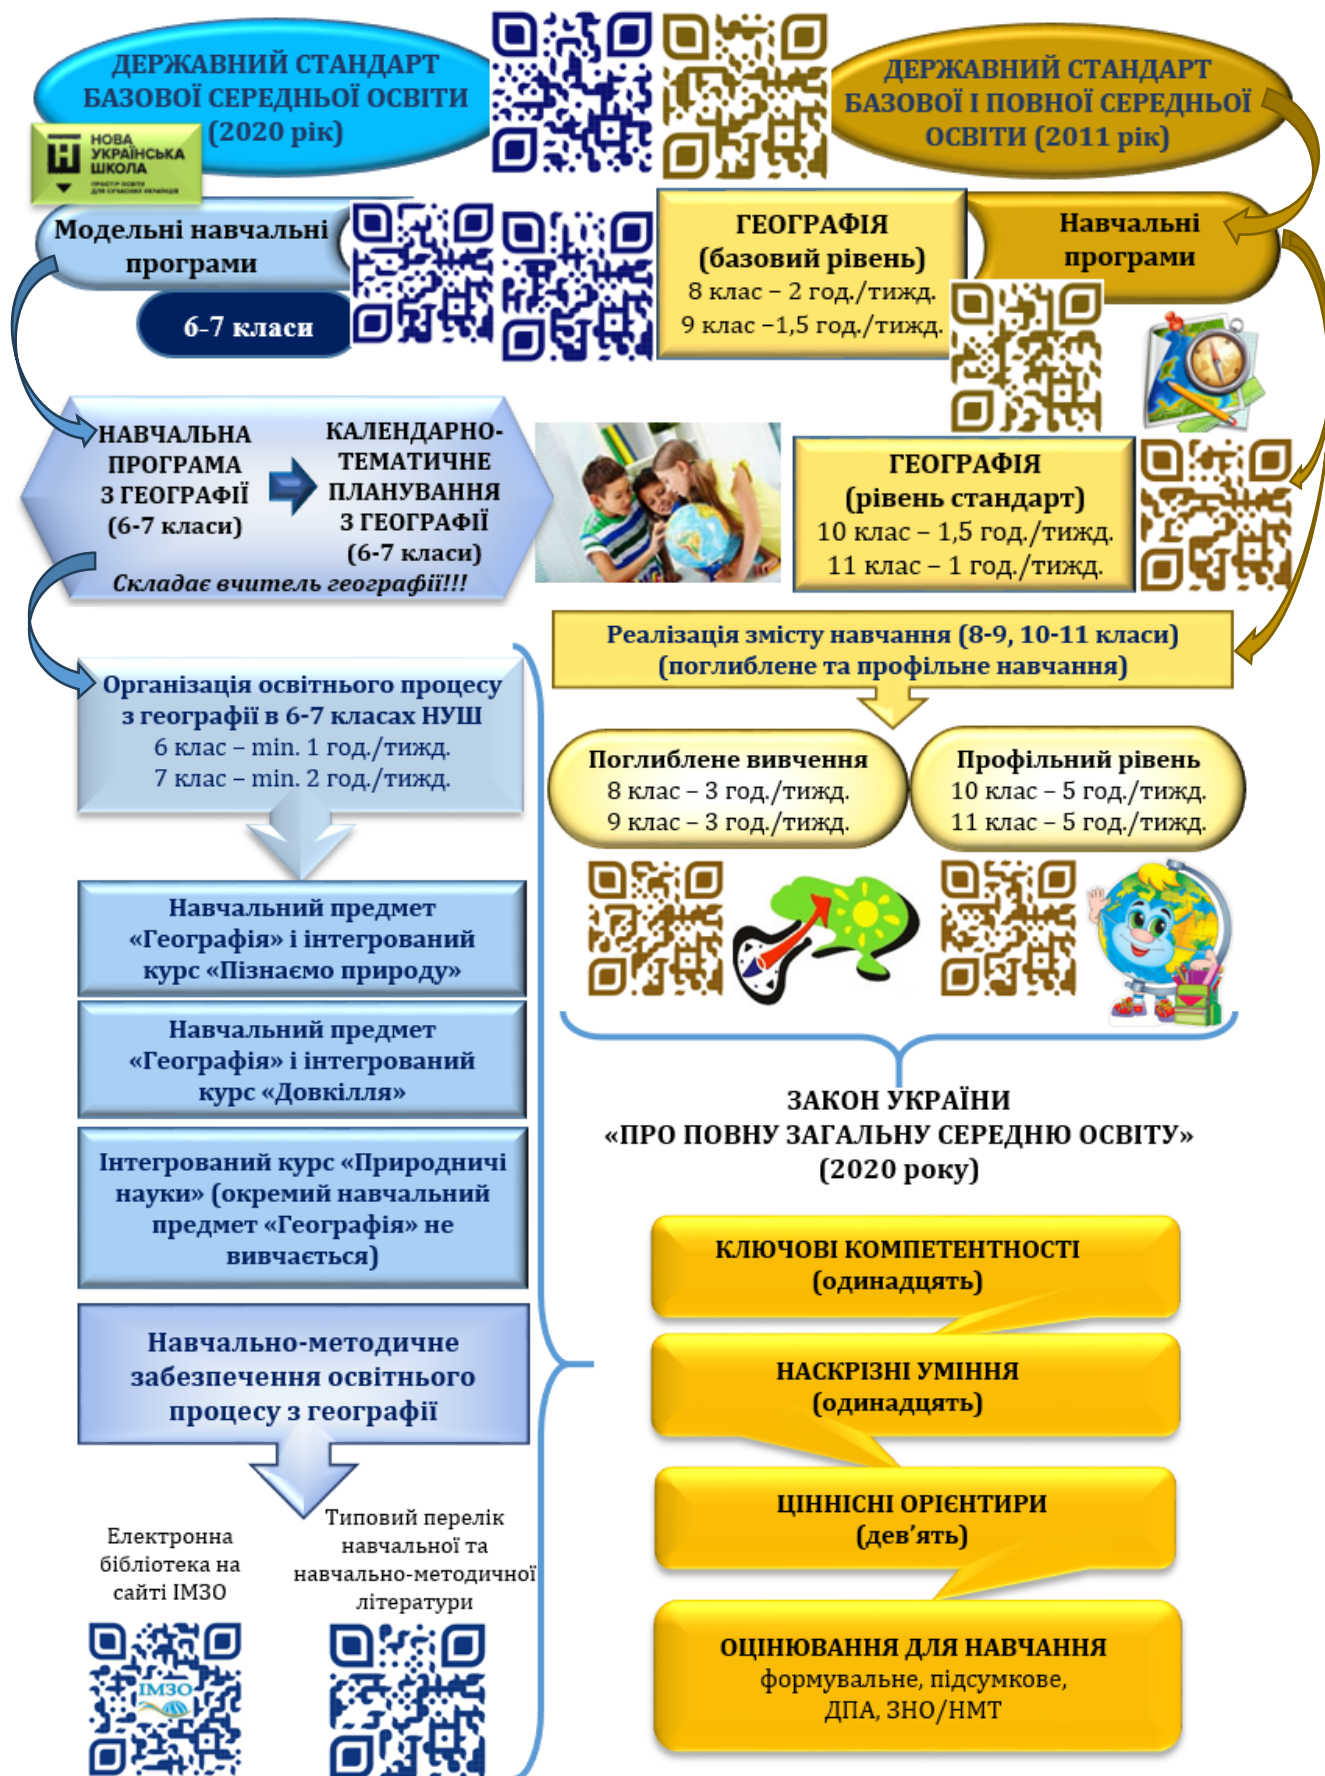 ДЕРЖАВНИЙ СТАНДАРТ
БАЗОВОЇ СЕРЕДНЬОЇ ОСВІТИ
(2020 рік)
НОВА
УКРАЇНСЬКА
ШКОЛА
ПРОСТІР ОСВІТИ
ДЛЯ СУЧАСНИХ УКРАЇНЦІВ
ДЕРЖАВНИЙ СТАНДАРТ
БАЗОВОЇ І ПОВНОЇ СЕРЕДНЬОЇ
ОСВІТИ (2011 рік)
Модельні навчальні
програми
6-7 класи
ГЕОГРАФІЯ
(базовий рівень)
8 клас – 2 год./тижд.
9 клас –1,5 год./тижд.
Навчальні
програми
НАВЧАЛЬНА
ПРОГРАМА
З ГЕОГРАФІЇ
(6-7 класи)
КАЛЕНДАРНО-
ТЕМАТИЧНЕ
ПЛАНУВАННЯ
З ГЕОГРАФІЇ
(6-7 класи)
Складає вчитель географії!!!
ГЕОГРАФІЯ
(рівень стандарт)
10 клас – 1,5 год./тижд.
11 клас – 1 год./тижд.
Реалізація змісту навчання (8-9, 10-11 класи)
(поглиблене та профільне навчання)
Організація освітнього процесу
з географії в 6-7 класах НУШ
6 клас – min. 1 год./тижд.
7 клас – min. 2 год./тижд.
Поглиблене вивчення
8 клас – 3 год./тижд.
9 клас – 3 год./тижд.
Профільний рівень
10 клас – 5 год./тижд.
11 клас – 5 год./тижд.
Навчальний предмет
«Географія» і інтегрований
курс «Пізнаємо природу»
Навчальний предмет
«Географія» і інтегрований
курс «Довкілля»
Інтегрований курс «Природничі
науки» (окремий навчальний
предмет «Географія» не
вивчається)
ЗАКОН УКРАЇНИ
«ПРО ПОВНУ ЗАГАЛЬНУ СЕРЕДНЮ ОСВІТУ»
(2020 року)
КЛЮЧОВІ КОМПЕТЕНТНОСТІ
(одинадцять)
НАСКРІЗНІ УМІННЯ
(одинадцять)
ЦІННІСНІ ОРІЄНТИРИ
(дев’ять)
ОЦІНЮВАННЯ ДЛЯ НАВЧАННЯ
формувальне, підсумкове,
ДПА, ЗНО/НМТ
Навчально-методичне
забезпечення освітнього
процесу з географії
Електронна
бібліотека на
сайті ІМЗО
Типовий перелік
навчальної та
навчально-методичної
літератури
ІМЗО